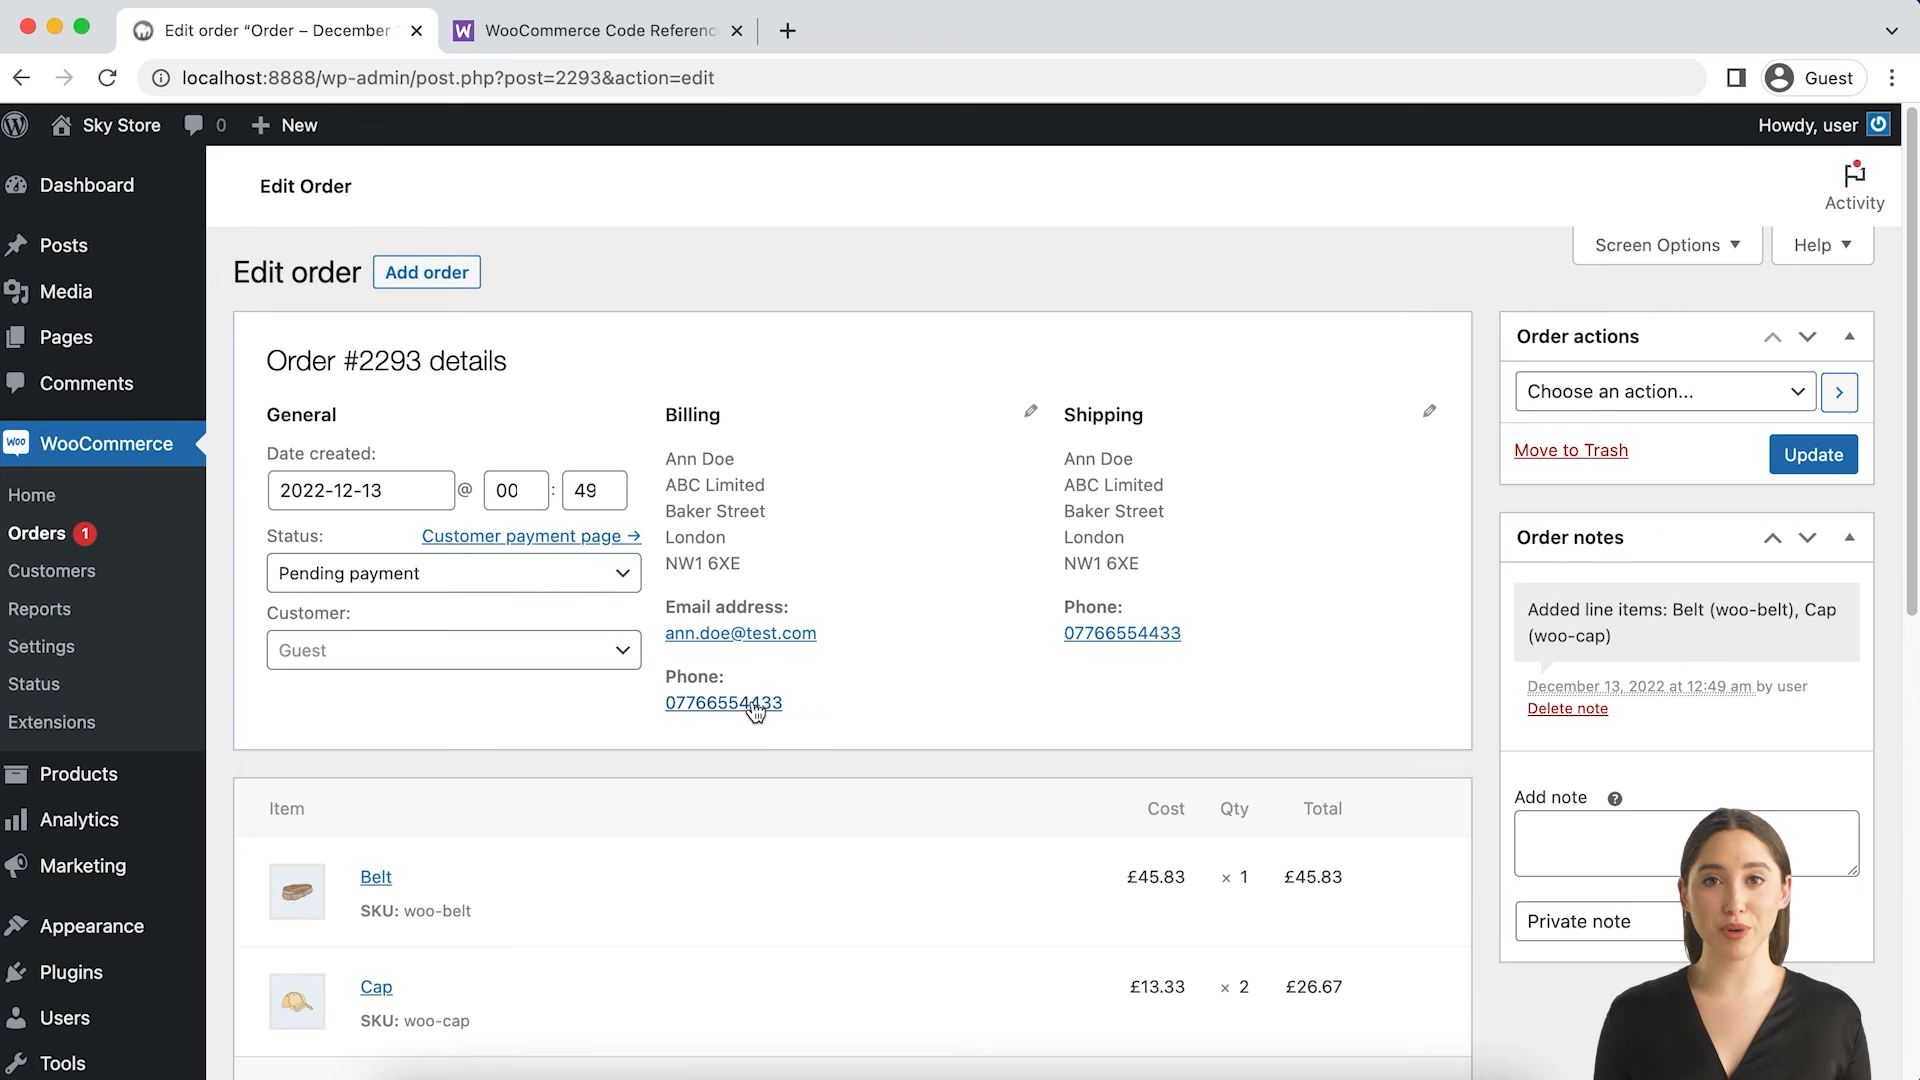 Edit order “Order – December
WooCommerce Code Referenc
localhost:8888/wp-admin/post.php?post=2293&action=edit
Guest
Sky Store
0
New
Howdy, user
Dashboard
Posts
Media
Pages
Comments
WooCommerce
Home
Orders 1
Customers
Reports
Settings
Status
Extensions
Products
Analytics
Marketing
Appearance
Plugins
Users
Tools
Edit Order
Activity
Screen Options
Help
Edit order
Add order
Order #2293 details
General
Date created:
2022-12-13 @ 00 : 49
Status:
Customer payment page →
Pending payment
Customer:
Guest
Billing
Ann Doe
ABC Limited
Baker Street
London
NW1 6XE
Email address:
ann.doe@test.com
Phone:
07766554433
Shipping
Ann Doe
ABC Limited
Baker Street
London
NW1 6XE
Phone:
07766554433
Item Cost Qty Total
Belt £45.83 × 1 £45.83
SKU: woo-belt
Cap £13.33 × 2 £26.67
SKU: woo-cap
Order actions
Choose an action...
Move to Trash
Update
Order notes
Added line items: Belt (woo-belt), Cap
(woo-cap)
December 13, 2022 at 12:49 am by user
Delete note
Add note
Private note